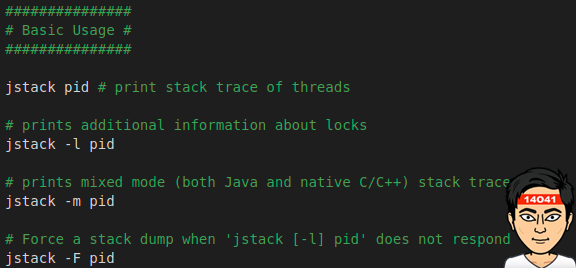 ###############
# Basic Usage #
###############
jstack pid # print stack trace of threads
# prints additional information about locks
jstack -l pid
# prints mixed mode (both Java and native C/C++) stack trace
jstack -m pid
# Force a stack dump when 'jstack [-l] pid' does not respond
jstack -F pid
14041